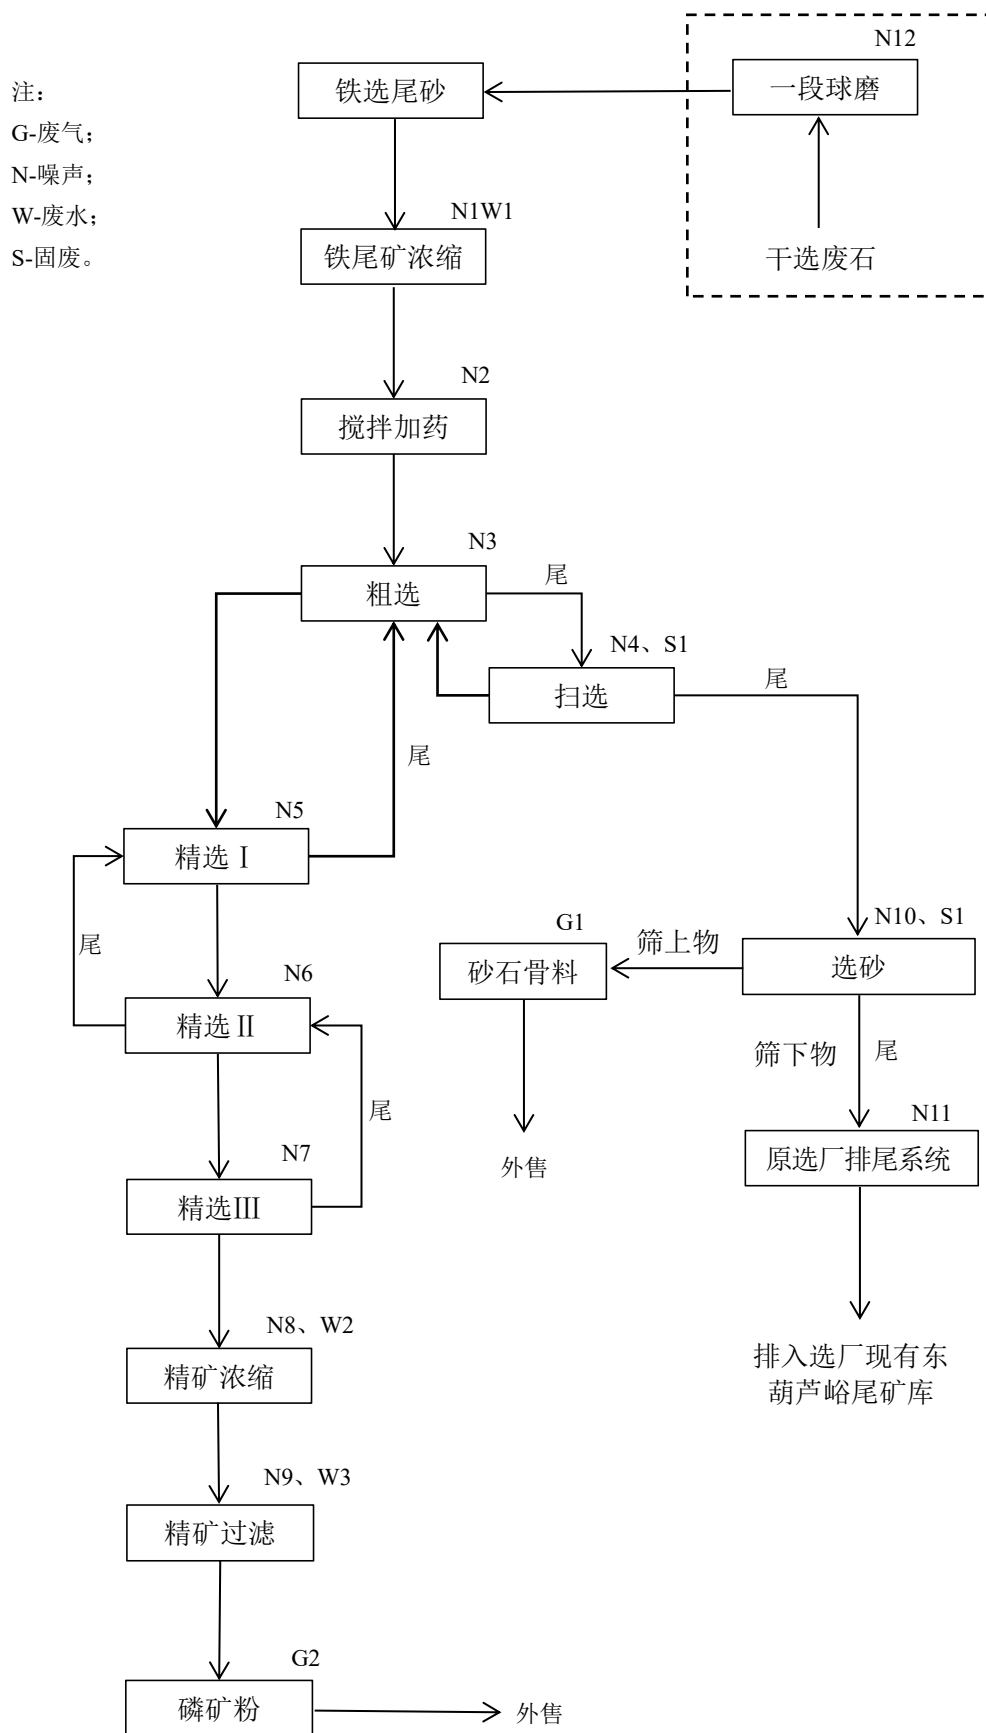 N12
一段球磨
铁选尾砂
注：
G-废气；
N-噪声；
W-废水；
S-固废。
N1W1
铁尾矿浓缩
干选废石
N2
搅拌加药
N3
粗选
尾
N4、S1
扫选
尾
尾
N5
精选Ⅰ
尾
N10、S1
选砂
G1
筛上物
砂石骨料
N6
精选Ⅱ
筛下物
尾
尾
N11
原选厂排尾系统
外售
N7
精选Ⅲ
N8、W2
精矿浓缩
排入选厂现有东
葫芦峪尾矿库
N9、W3
精矿过滤
G2
磷矿粉
外售